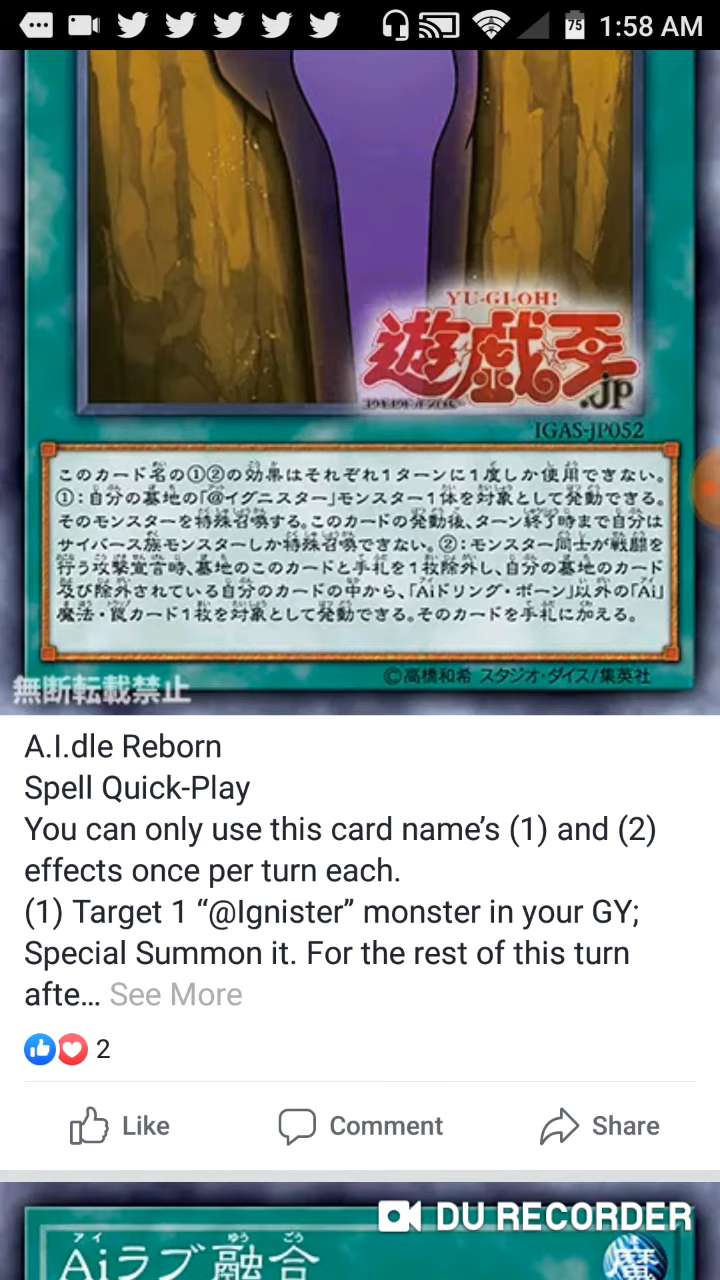 75 1:58 AM
YU-GI-OH!
遊戯王.jp
IGAS-JP052
このカード名の①②の効果はそれぞれ1ターンに1度しか使用できない。
①:自分の墓地の「@イグニスター」モンスター1体を対象として発動できる。
そのモンスターを特殊召喚する。このカードの発動後、ターン終了時まで自分は
サイバース族モンスターしか特殊召喚できない。②:モンスター同士が戦闘を
行う攻撃宣言時、墓地のこのカードと手札を1枚除外し、自分の墓地のカード
及び除外されている自分のカードの中から、「Aiドリング・ボーン」以外の「Ai」
魔法・罠カード1枚を対象として発動できる。そのカードを手札に加える。
©高橋和希 スタジオ・ダイス/集英社
無断転載禁止
A.I.dle Reborn
Spell Quick-Play
You can only use this card name’s (1) and (2)
effects once per turn each.
(1) Target 1 “@Ignister” monster in your GY;
Special Summon it. For the rest of this turn
afte... See More
2
Like Comment Share
DU RECORDER
Aiラブ融合
魔